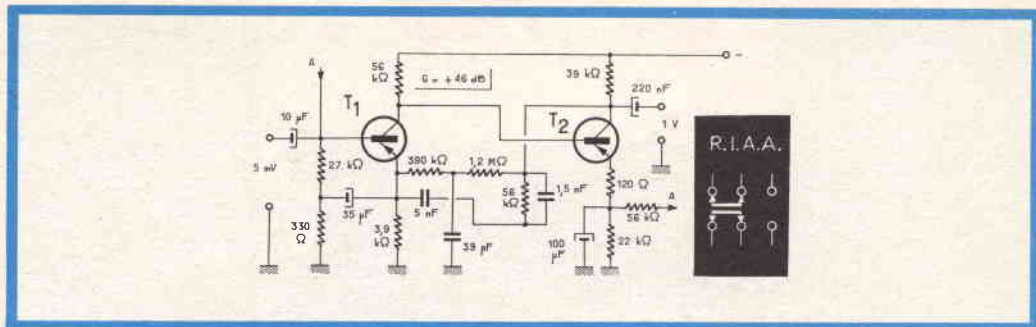 56 kΩ
G = +46 dB
39 kΩ
-
A
T1
T2
220 nF
10 µF
1 V
R.I.A.A.
5 mV
27 kΩ
390 kΩ
1,2 MΩ
120 Ω
35 µF
56 kΩ
1,5 nF
56 kΩ
A
330 Ω
3,9 kΩ
5 nF
39 pF
100 µF
22 kΩ